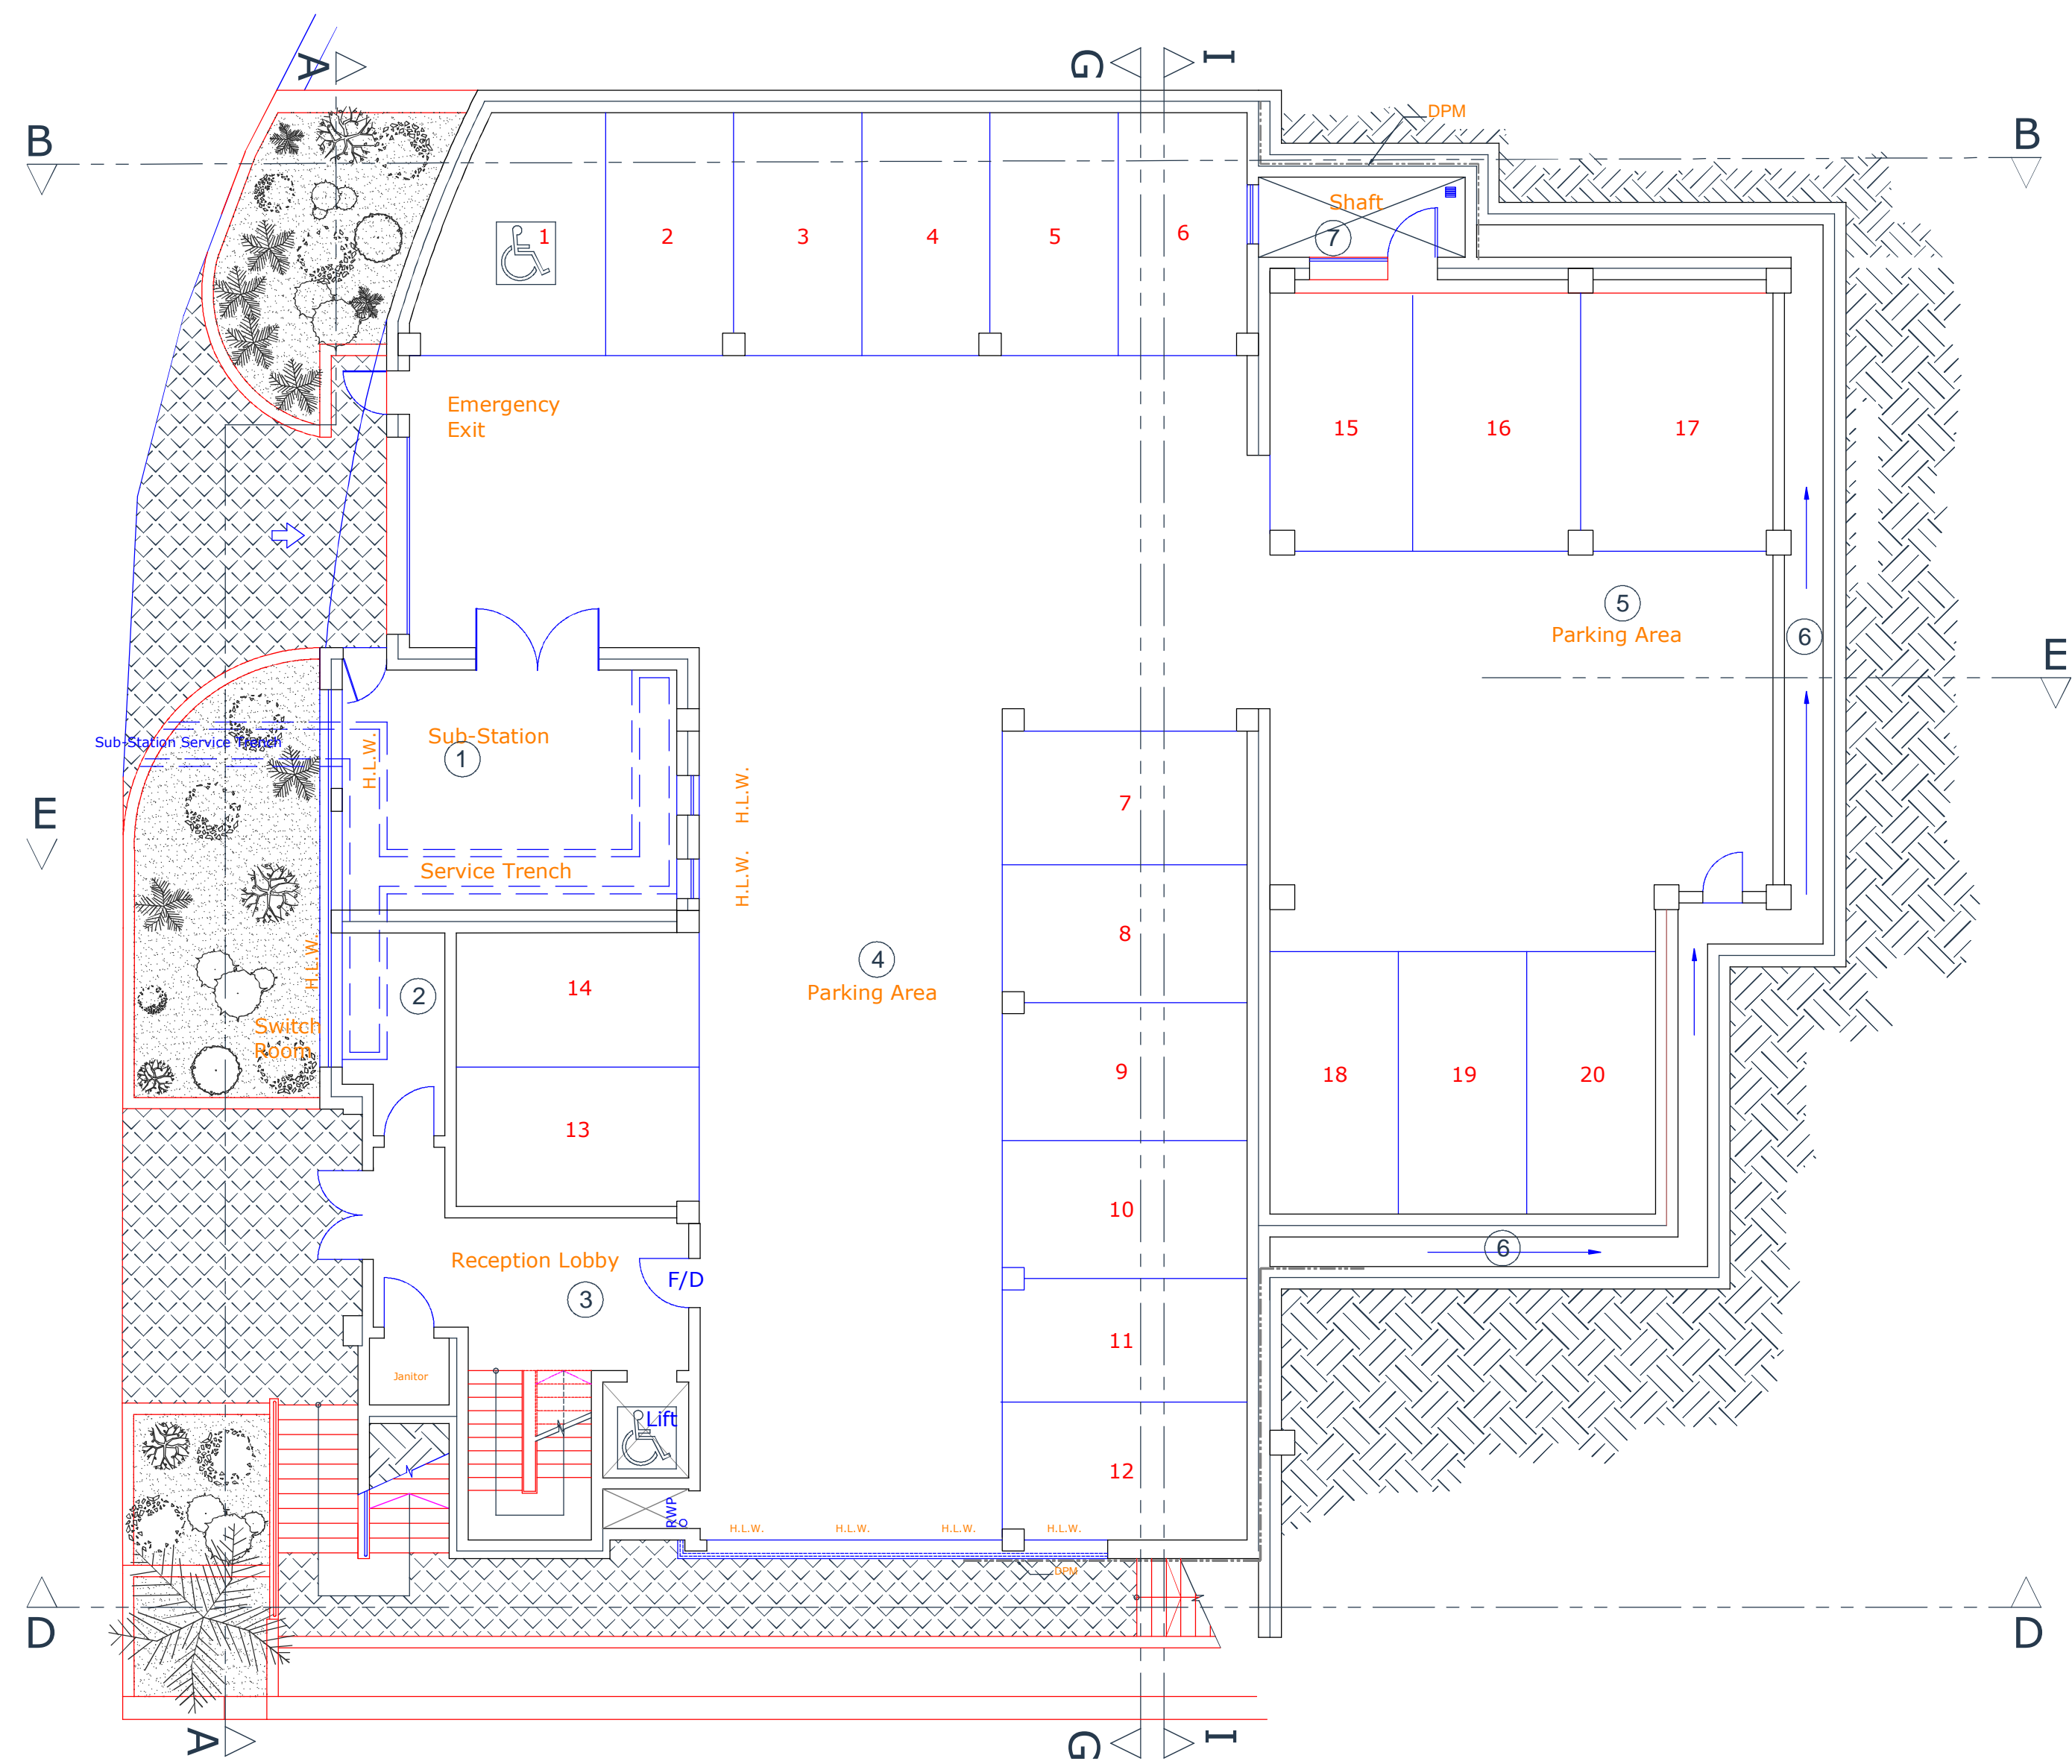 A
G
I
B
DPM
B
Shaft
7
1
2
3
4
5
6
Emergency
Exit
15
16
17
5
Parking Area
6
E
Sub-Station
1
Sub-Station Service Trench
H.L.W.
H.L.W.
7
E
Service Trench
H.L.W.
8
4
Parking Area
14
2
H.L.W.
Switch
Room
9
18
19
20
13
10
6
Reception Lobby
F/D
3
11
Janitor
Lift
12
RWP
H.L.W.
H.L.W.
H.L.W.
H.L.W.
DPM
D
D
A
G
I